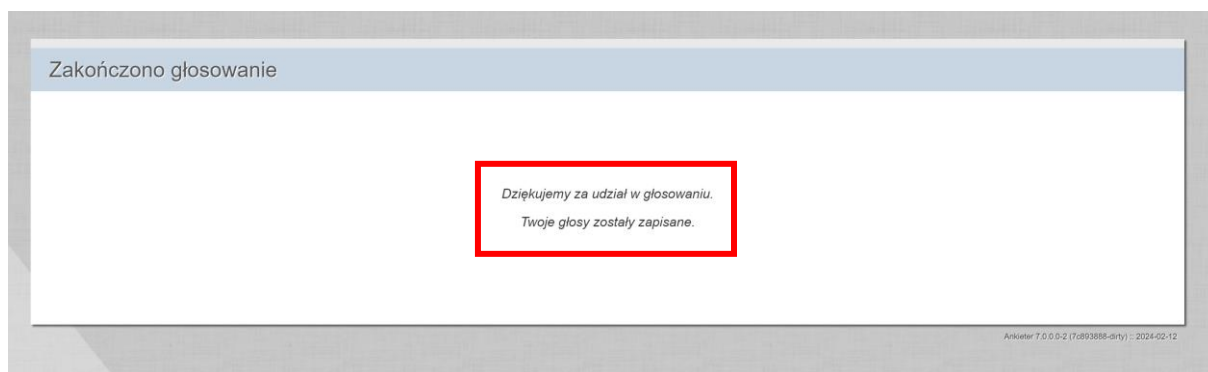 Zakończono głosowanie
Dziękujemy za udział w głosowaniu.
Twoje głosy zostały zapisane.
Ankieter 7.0.0.0-2 (7c893888-dirty) :: 2024-02-12